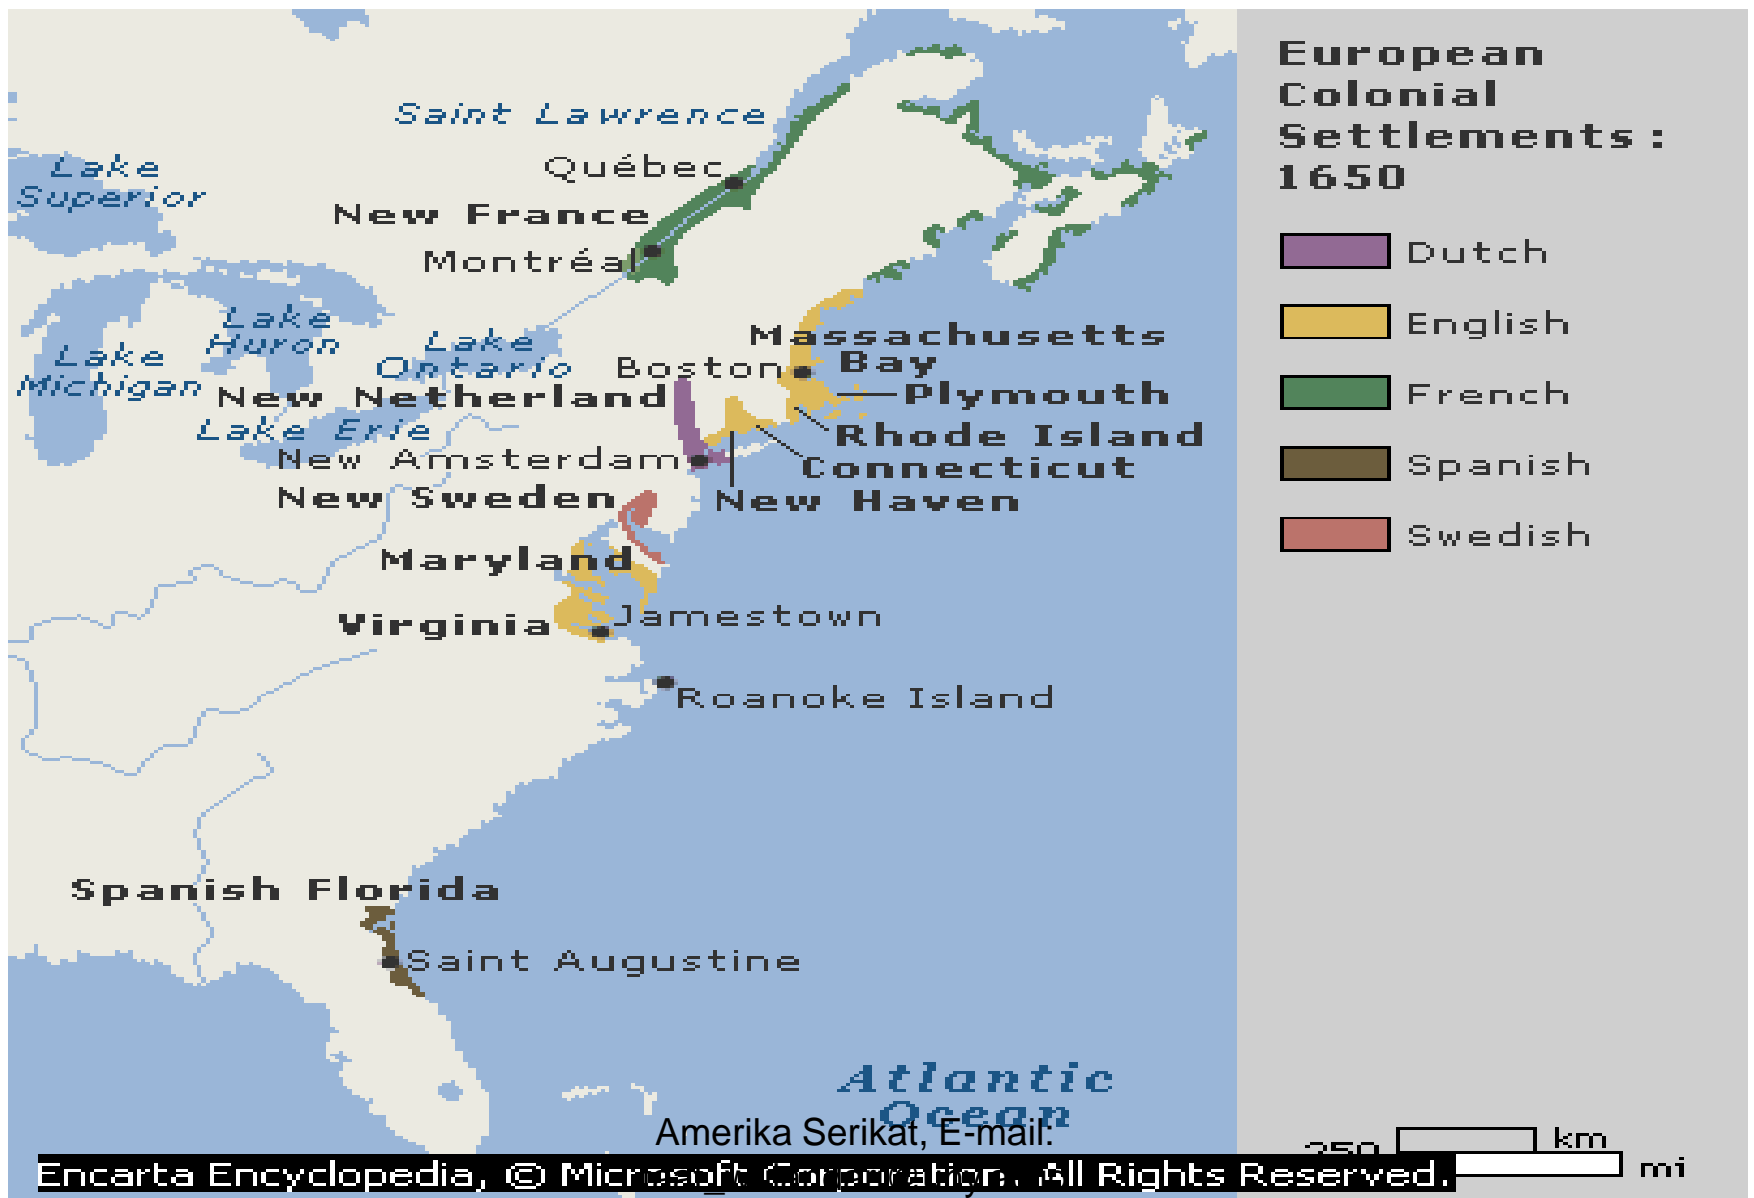 European
Colonial
Settlements:
1650
Dutch
English
French
Spanish
Swedish
Saint Lawrence
Québec
New France
Montréal
Lake
Superior
Lake
Huron
Lake
Michigan
Lake
Ontario
Lake Erie
Massachusetts
Bay
Boston
Plymouth
New Netherland
Rhode Island
Connecticut
New Amsterdam
New Haven
New Sweden
Maryland
Virginia
Jamestown
Roanoke Island
Spanish Florida
Saint Augustine
Atlantic
Ocean
Amerika Serikat, E-mail:
km
250
mi
Encarta Encyclopedia, © Microsoft Corporation. All Rights Reserved.